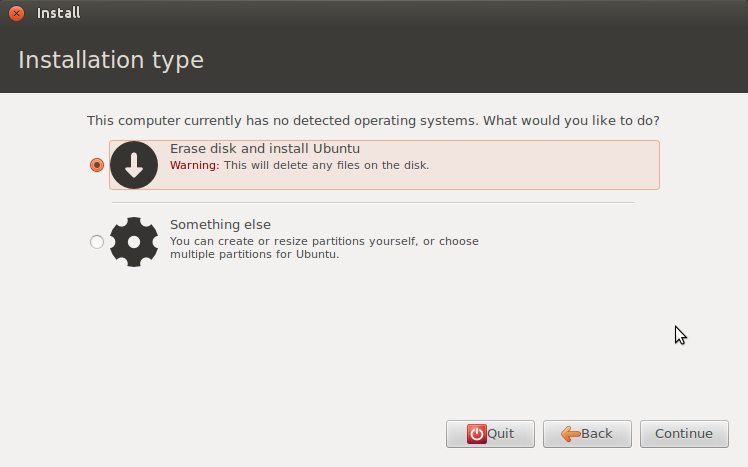 Install
Installation type
This computer currently has no detected operating systems. What would you like to do?
Erase disk and install Ubuntu
Warning: This will delete any files on the disk.
Something else
You can create or resize partitions yourself, or choose
multiple partitions for Ubuntu.
Quit
Back
Continue